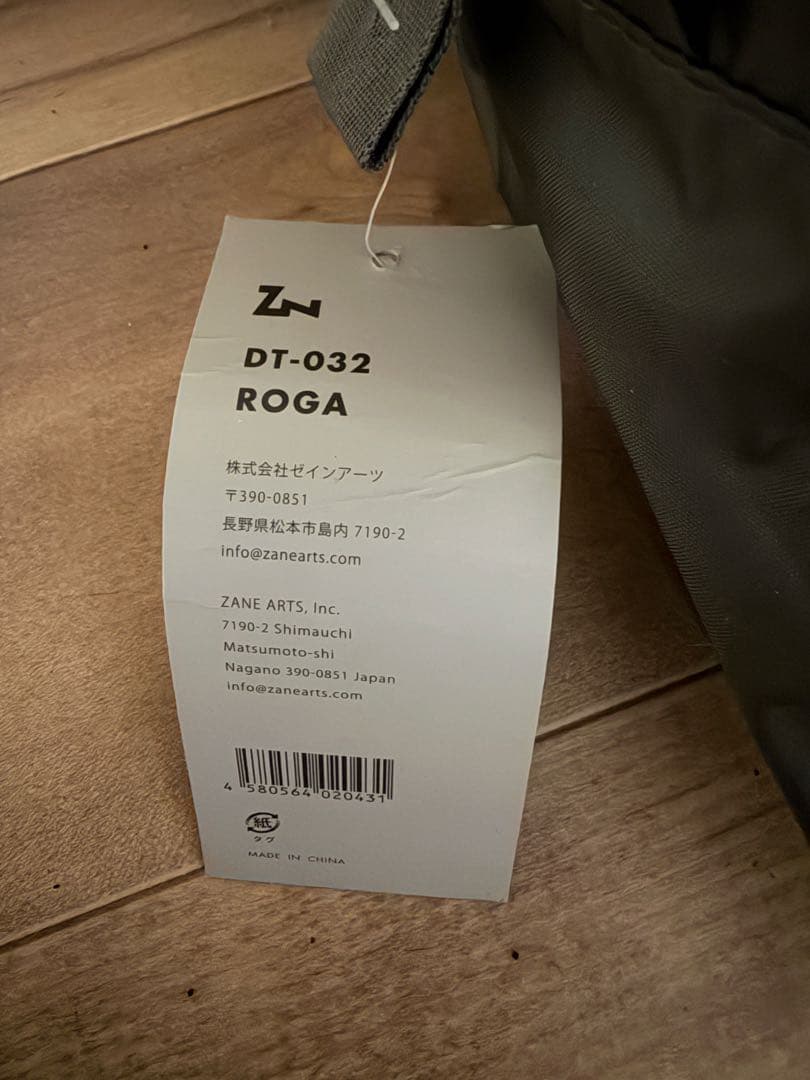 ZN
DT-032
ROGA
株式会社ゼインアーツ
〒390-0851
長野県松本市島内 7190-2
info@zanearts.com
ZANE ARTS, Inc.
7190-2 Shimauchi
Matsumoto-shi
Nagano 390-0851 Japan
info@zanearts.com
4 580564 020431
紙
タグ
MADE IN CHINA